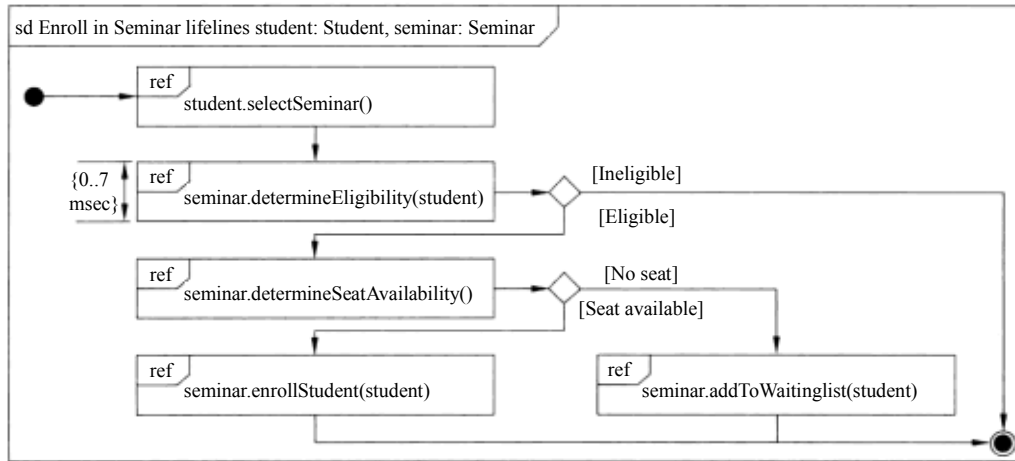 sd Enroll in Seminar lifelines student: Student, seminar: Seminar
ref
student.selectSeminar()
{0..7
msec}
ref
seminar.determineEligibility(student)
[Ineligible]
[Eligible]
ref
seminar.determineSeatAvailability()
[No seat]
[Seat available]
ref
seminar.enrollStudent(student)
ref
seminar.addToWaitinglist(student)